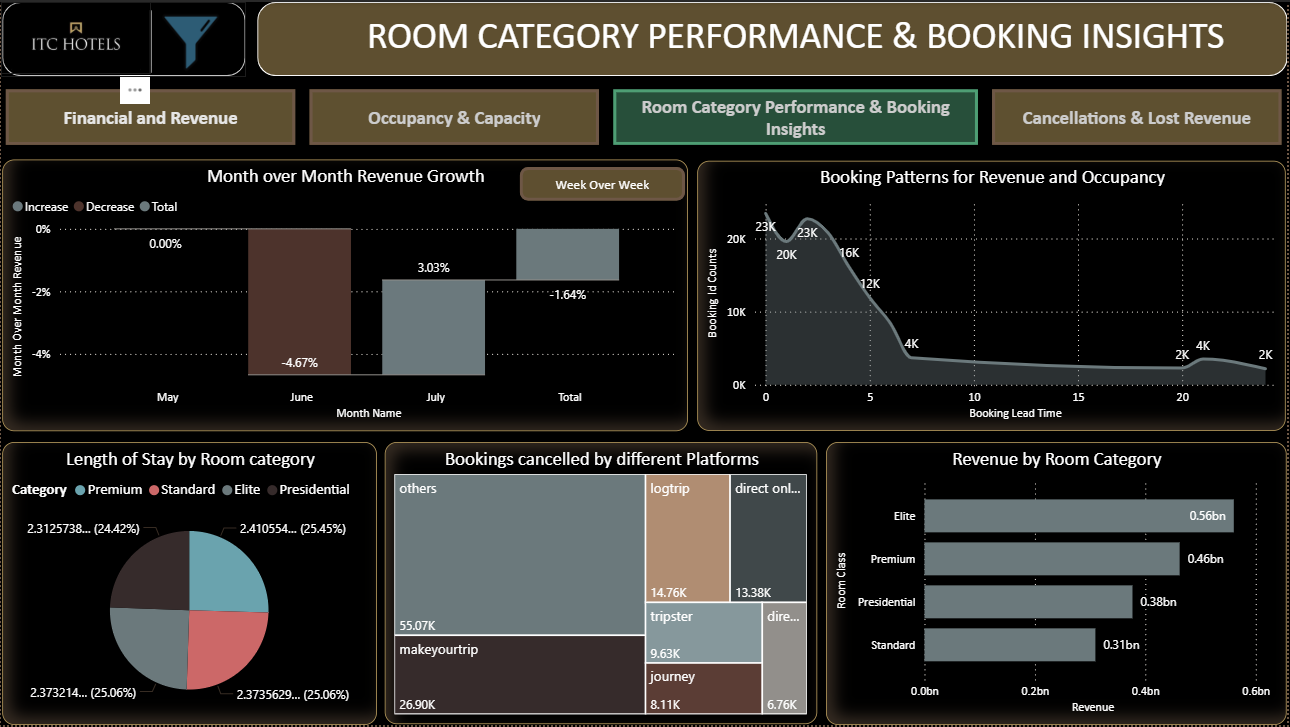 ITC HOTELS
ROOM CATEGORY PERFORMANCE & BOOKING INSIGHTS
Financial and Revenue
Occupancy & Capacity
Room Category Performance & Booking
Insights
Cancellations & Lost Revenue
Month over Month Revenue Growth
Week Over Week
Increase Decrease Total
Month Over Month Revenue
0%
-2%
-4%
0.00%
-4.67%
3.03%
-1.64%
May June July Total
Month Name
Booking Patterns for Revenue and Occupancy
Booking Id Counts
20K
10K
0K
23K
20K
23K
16K
12K
4K
2K
4K
2K
0 5 10 15 20
Booking Lead Time
Length of Stay by Room category
Category Premium Standard Elite Presidential
2.3125738... (24.42%)
2.410554... (25.45%)
2.373214... (25.06%)
2.3735629... (25.06%)
Bookings cancelled by different Platforms
others
55.07K
makeyourtrip
26.90K
logtrip
14.76K
direct onl...
13.38K
tripster
9.63K
journey
8.11K
dire...
6.76K
Revenue by Room Category
Room Class
Elite 0.56bn
Premium 0.46bn
Presidential 0.38bn
Standard 0.31bn
0.0bn 0.2bn 0.4bn 0.6bn
Revenue